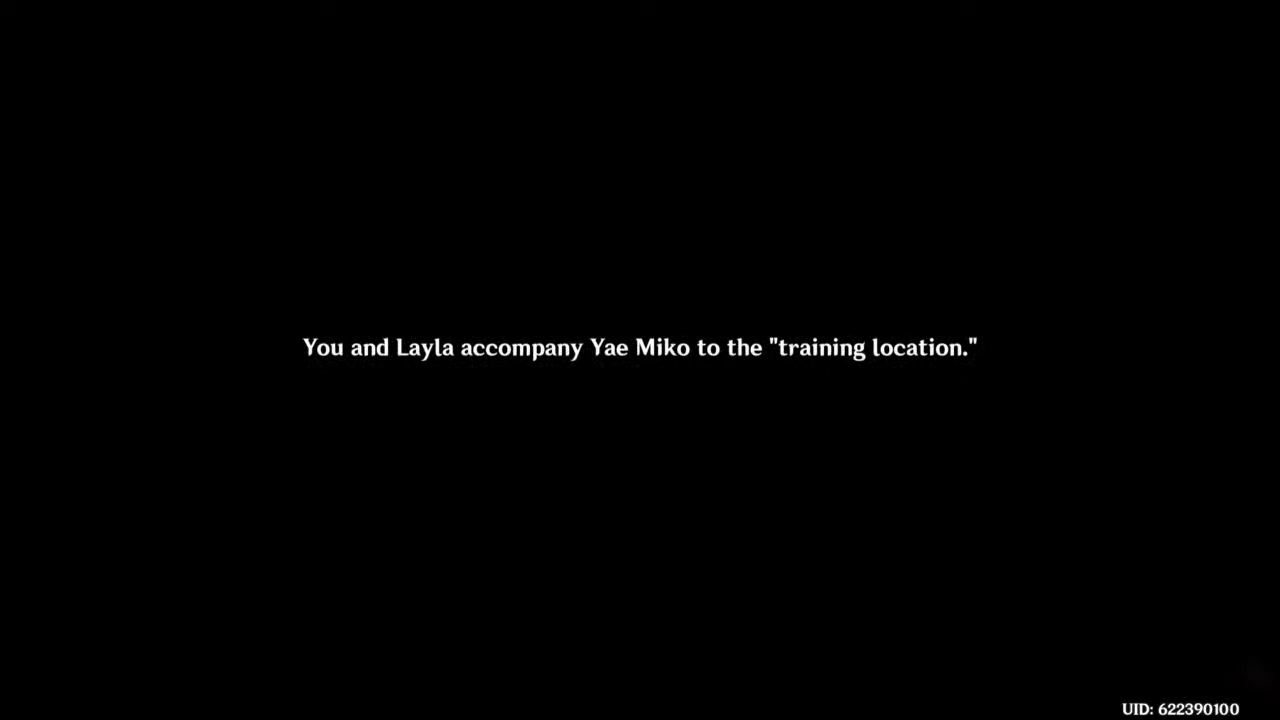 You and Layla accompany Yae Miko to the "training location."
UID: 622390100